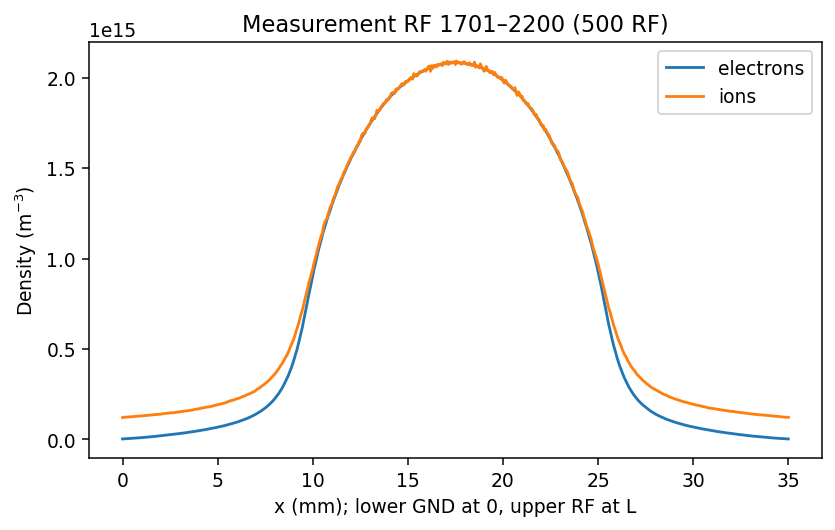 Measurement RF 1701–2200 (500 RF)
1e15
electrons
ions
2.0
1.5
1.0
0.5
0.0
Density (m⁻³)
0 5 10 15 20 25 30 35
x (mm); lower GND at 0, upper RF at L